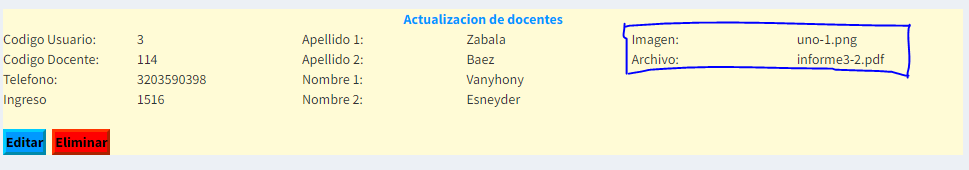 Actualizacion de docentes
Codigo Usuario: 3 Apellido 1: Zabala Imagen: uno-1.png
Codigo Docente: 114 Apellido 2: Baez Archivo: informe3-2.pdf
Telefono: 3203590398 Nombre 1: Vanyhony
Ingreso 1516 Nombre 2: Esneyder
Editar Eliminar